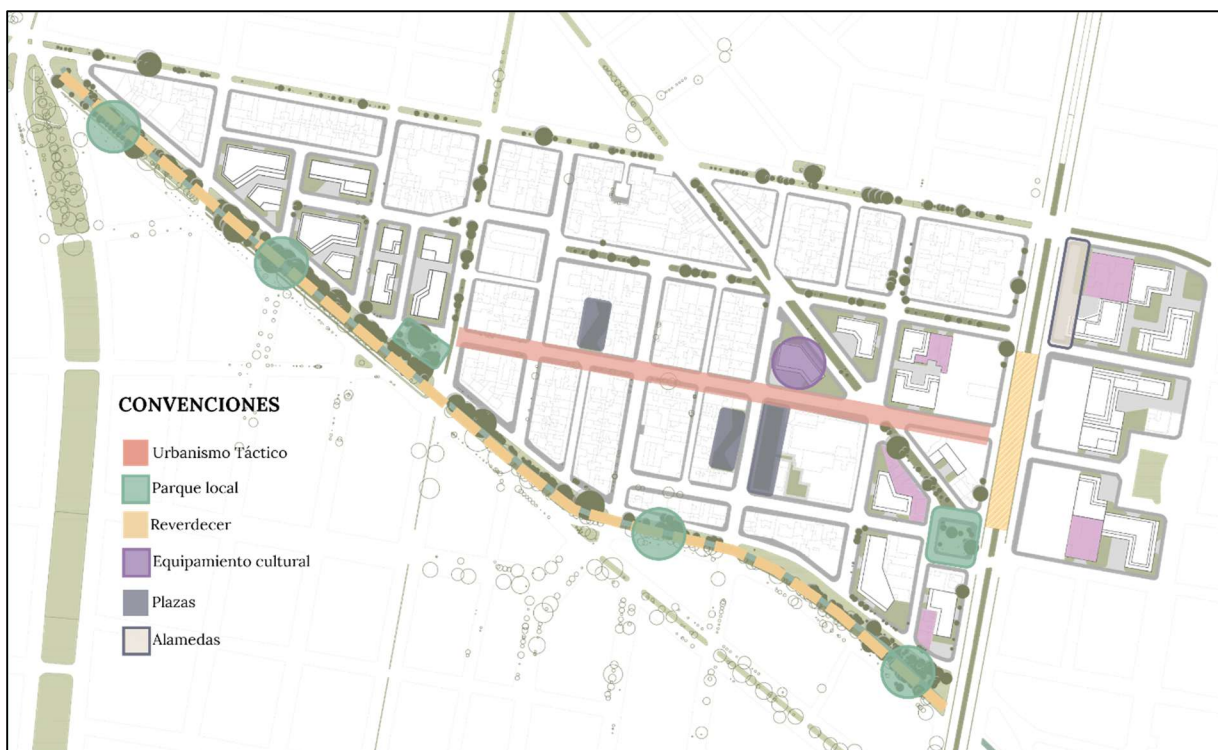 CONVENCIONES
Urbanismo Táctico
Parque local
Reverdecer
Equipamiento cultural
Plazas
Alamedas